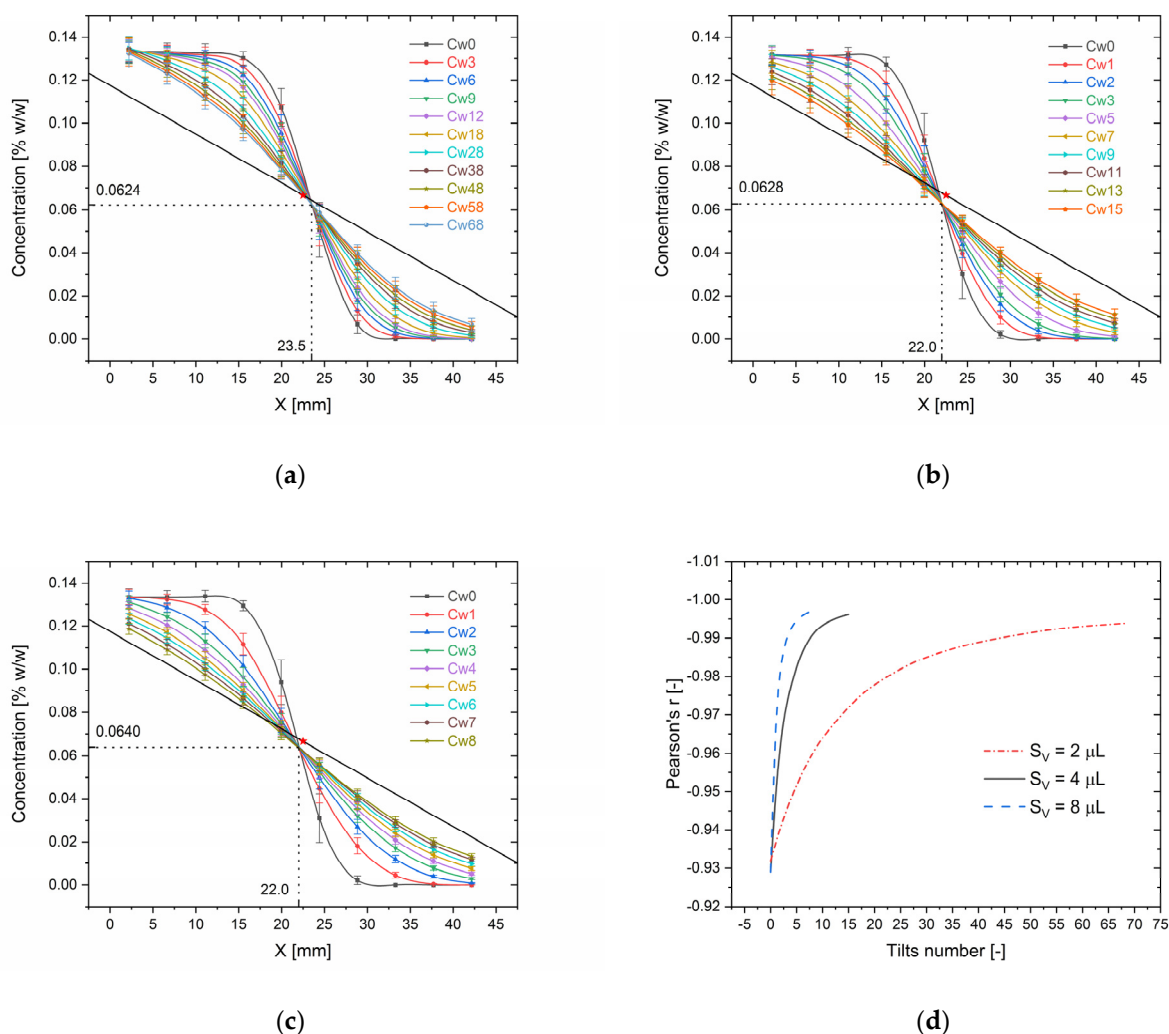 0.14
0.12
0.10
0.08
0.06
0.04
0.02
0.00
Concentration [% w/w]
0.0624
23.5
0 5 10 15 20 25 30 35 40 45
X [mm]
Cw0
Cw3
Cw6
Cw9
Cw12
Cw18
Cw28
Cw38
Cw48
Cw58
Cw68
(a)
0.14
0.12
0.10
0.08
0.06
0.04
0.02
0.00
Concentration [% w/w]
0.0628
22.0
0 5 10 15 20 25 30 35 40 45
X [mm]
Cw0
Cw1
Cw2
Cw3
Cw5
Cw7
Cw9
Cw11
Cw13
Cw15
(b)
0.14
0.12
0.10
0.08
0.06
0.04
0.02
0.00
Concentration [% w/w]
0.0640
22.0
0 5 10 15 20 25 30 35 40 45
X [mm]
Cw0
Cw1
Cw2
Cw3
Cw4
Cw5
Cw6
Cw7
Cw8
(c)
-1.01
-1.00
-0.99
-0.98
-0.97
-0.96
-0.95
-0.94
-0.93
-0.92
Pearson's r [-]
S_V = 2 μL
S_V = 4 μL
S_V = 8 μL
-5 0 5 10 15 20 25 30 35 40 45 50 55 60 65 70 75
Tilts number [-]
(d)